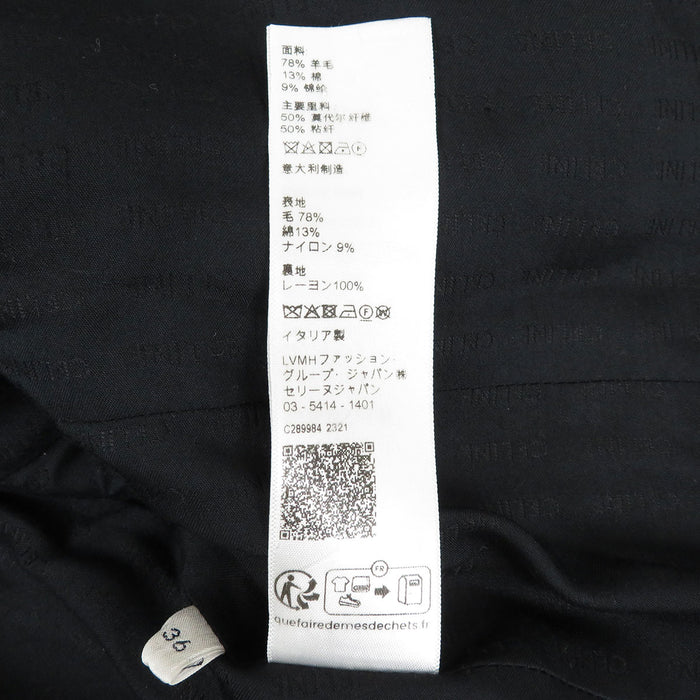 面料:
78% 羊毛
13% 棉
9% 锦纶
主要里料
50% 莫代尔纤维
50% 粘纤
意大利制造
表地
毛 78%
綿13%
ナイロン 9%
裏地
レーヨン100%
イタリア製
LVMHファッション・
グループ・ジャパン㈱
セリーヌジャパン
03 - 5414 - 1401
C289984 2321
FR
quefairedemesdechets.fr
36
CELINE